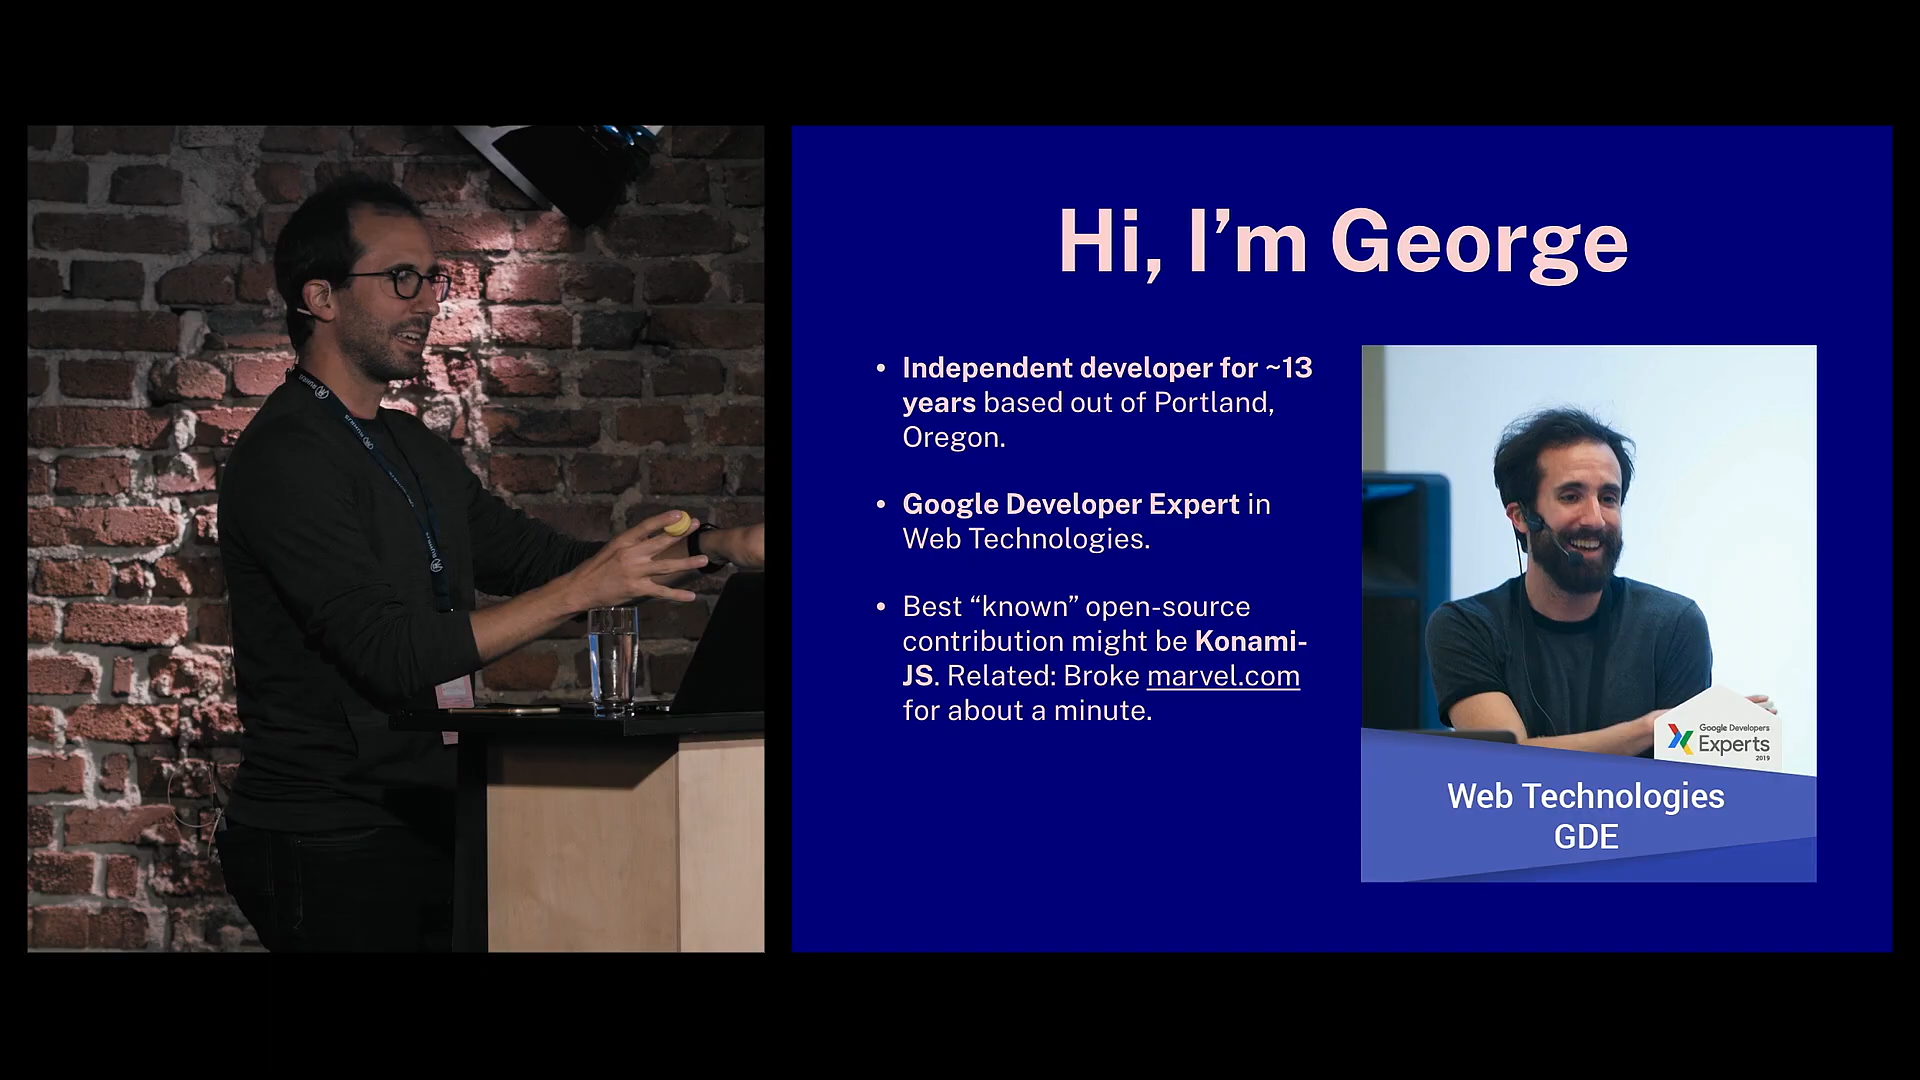 Hi, I’m George
• Independent developer for ~13
years based out of Portland,
Oregon.
• Google Developer Expert in
Web Technologies.
• Best “known” open-source
contribution might be Konami-
JS. Related: Broke marvel.com
for about a minute.
Google Developers
Experts
2019
Web Technologies
GDE